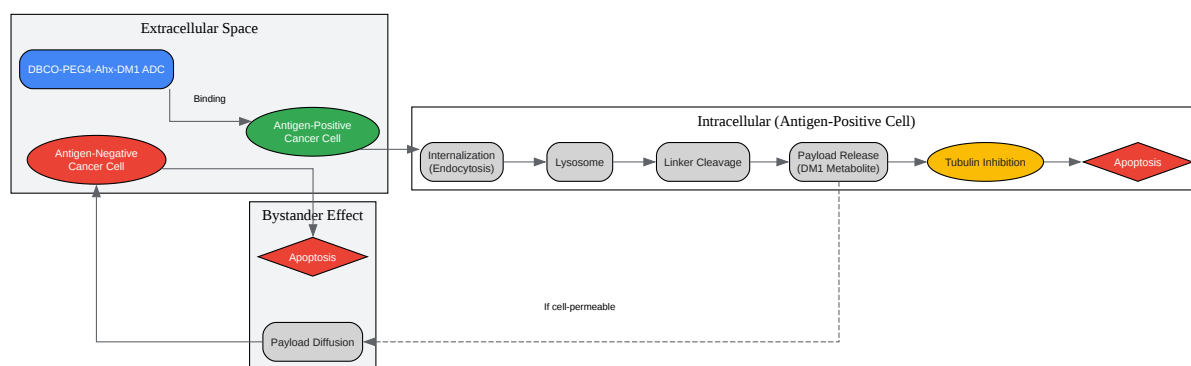 Extracellular Space
DBCO-PEG4-Ahx-DM1 ADC
Binding
Antigen-Positive
Cancer Cell
Antigen-Negative
Cancer Cell
Intracellular (Antigen-Positive Cell)
Internalization
(Endocytosis)
Lysosome
Linker Cleavage
Payload Release
(DM1 Metabolite)
Tubulin Inhibition
Apoptosis
Bystander Effect
Apoptosis
If cell-permeable
Payload Diffusion